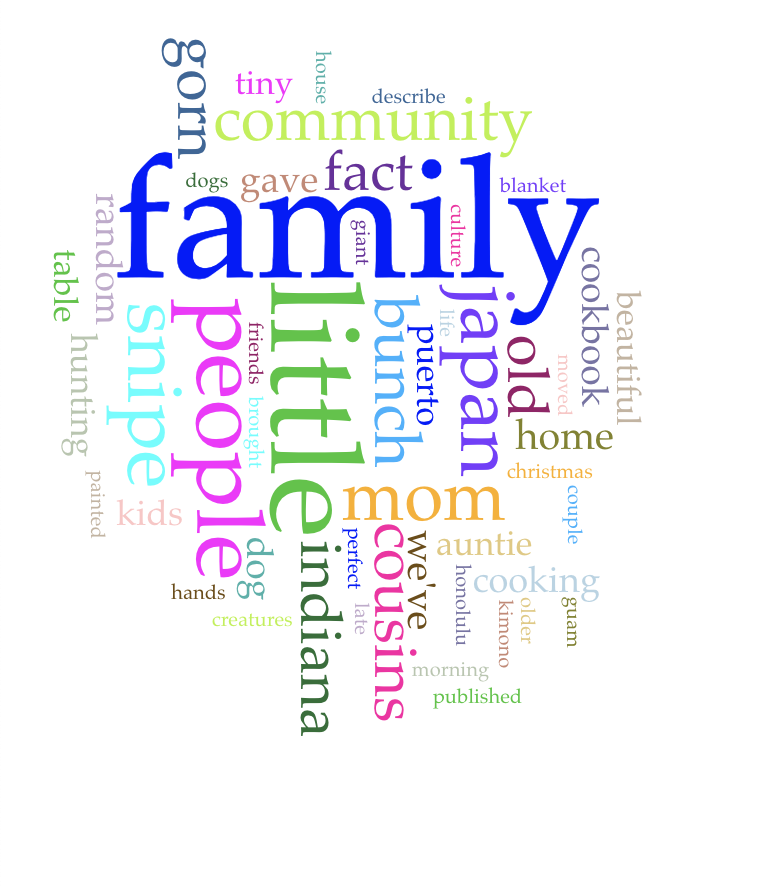 gorn
tiny
house
describe
community
dogs
gave
fact
blanket
family
giant
culture
random
table
hunting
snipe
people
friends
brought
little
bunch
puerto
life
japan
old
moved
cookbook
beautiful
home
christmas
painted
kids
mom
couple
dog
indiana
perfect
cousins
we've
auntie
cooking
hands
creatures
late
honolulu
kimono
older
guam
morning
published